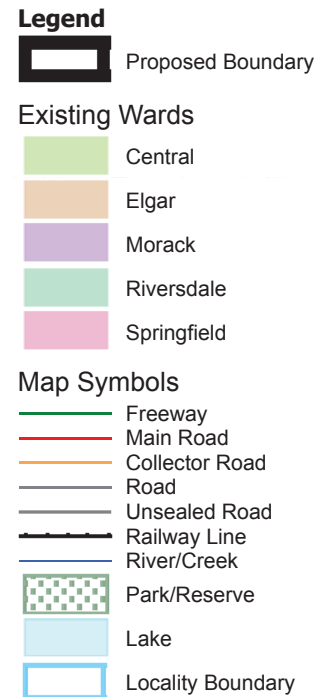 Legend
Proposed Boundary
Existing Wards
Central
Elgar
Morack
Riversdale
Springfield
Map Symbols
Freeway
Main Road
Collector Road
Road
Unsealed Road
Railway Line
River/Creek
Park/Reserve
Lake
Locality Boundary